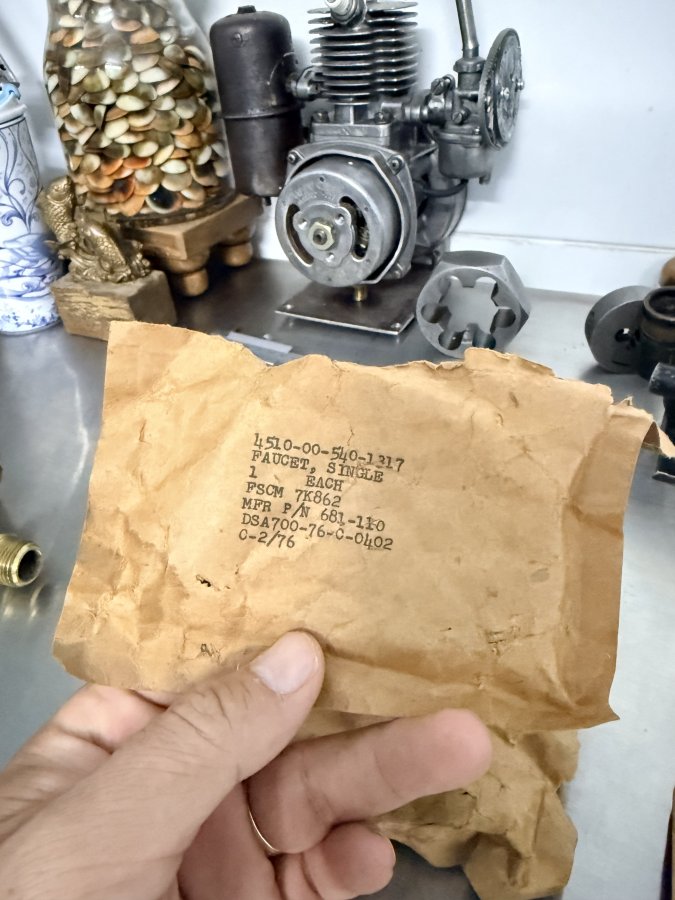 4510-00-540-1317
FAUCET, SINGLE
1 EACH
FSCM 7K862
MFR P/N 681-110
DSA700-76-C-0402
C-2/76